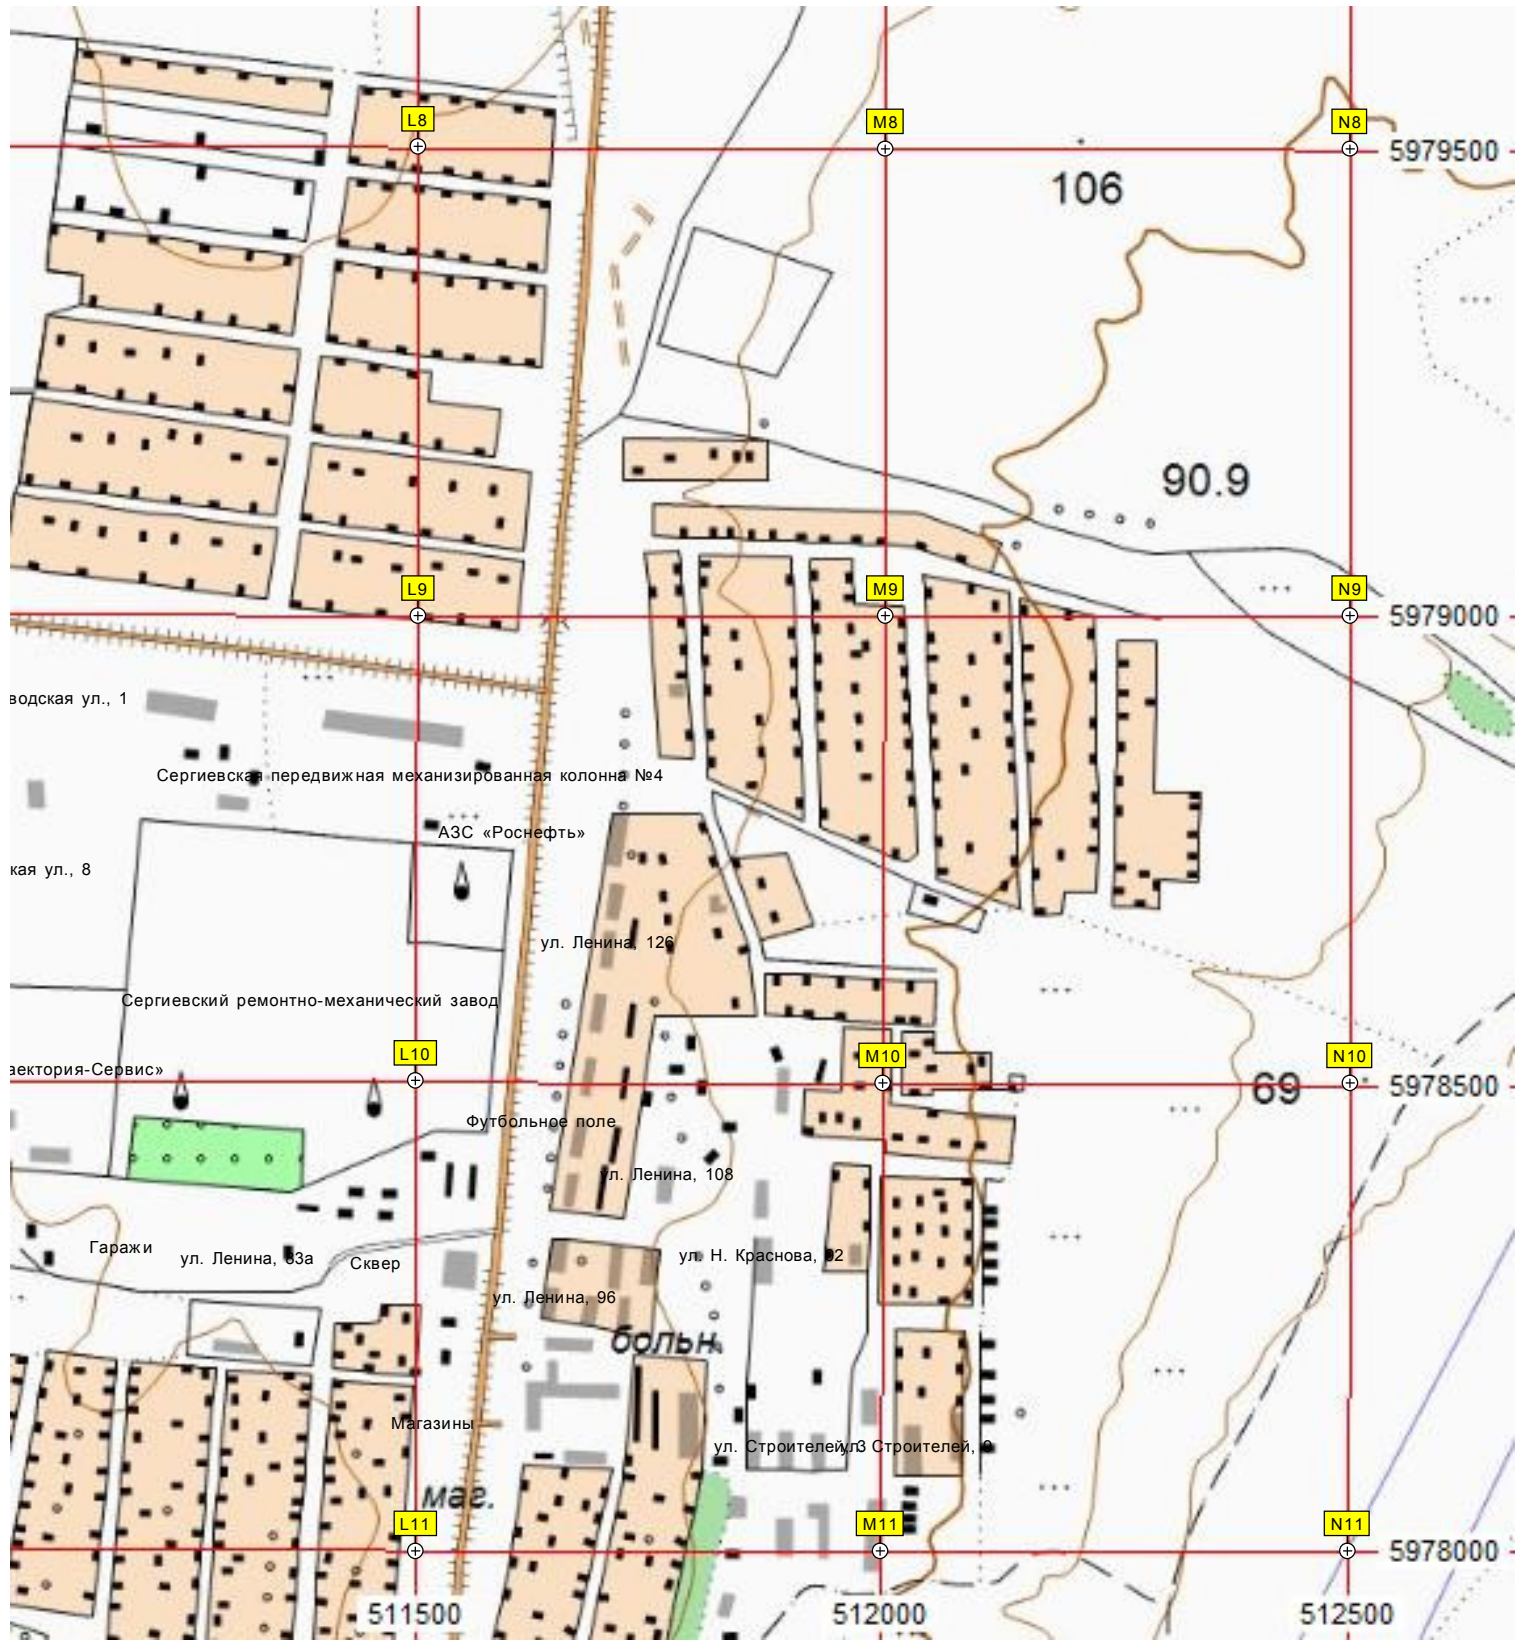 L8
M8
N8
5979500
106
90.9
L9
M9
N9
5979000
водская ул., 1
Сергиевская передвижная механизированная колонна №4
АЗС «Роснефть»
кая ул., 8
ул. Ленина, 126
Сергиевский ремонтно-механический завод
L10
M10
N10
аектория-Сервис»
69
5978500
Футбольное поле
ул. Ленина, 108
Гаражи
ул. Ленина, 83а
Сквер
ул. Н. Краснова, 92
ул. Ленина, 96
больн.
Магазины
ул. Строителей, 3
ул. Строителей, 9
маг.
L11
M11
N11
5978000
511500
512000
512500